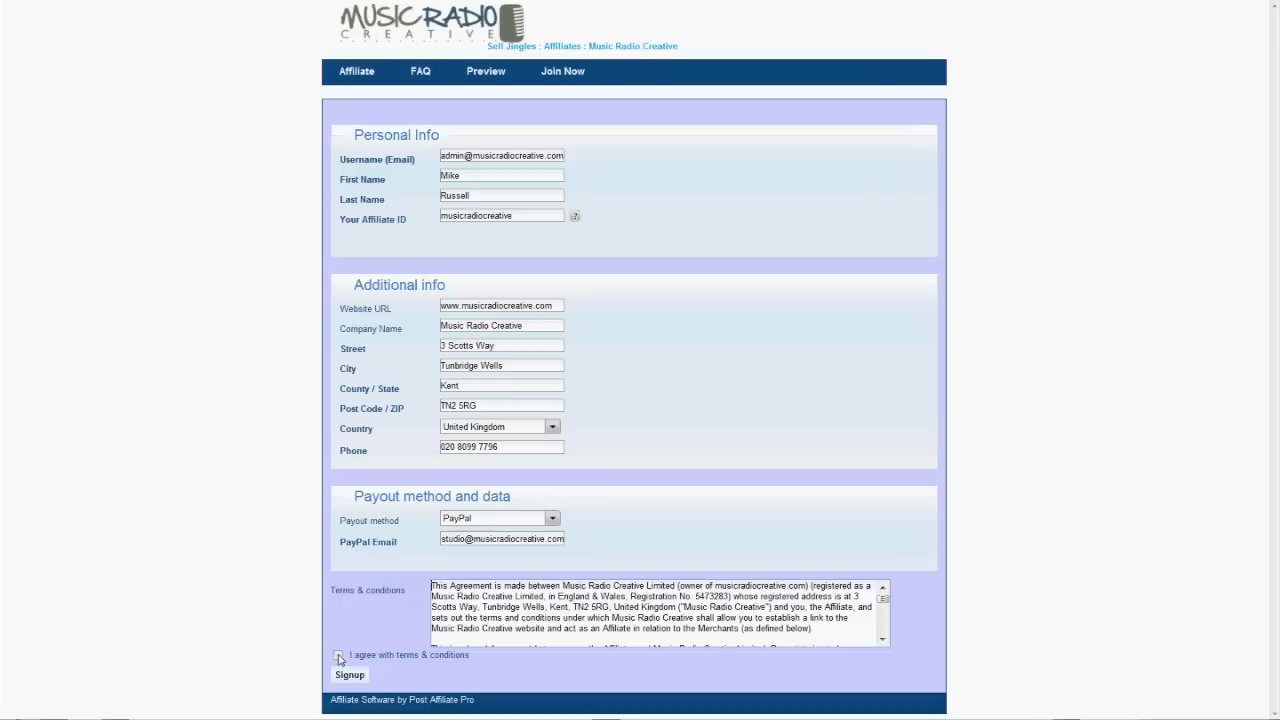 MUSIC RADIO
CREATIVE
Sell Jingles : Affiliates : Music Radio Creative
Affiliate FAQ Preview Join Now
Personal Info
Username (Email) admin@musicradiocreative.com
First Name Mike
Last Name Russell
Your Affiliate ID musicradiocreative ?
Additional info
Website URL www.musicradiocreative.com
Company Name Music Radio Creative
Street 3 Scotts Way
City Tunbridge Wells
County / State Kent
Post Code / ZIP TN2 5RG
Country United Kingdom
Phone 020 8099 7796
Payout method and data
Payout method PayPal
PayPal Email studio@musicradiocreative.com
Terms & conditions
This Agreement is made between Music Radio Creative Limited (owner of musicradiocreative.com) (registered as a
Music Radio Creative Limited, in England & Wales, Registration No. 5473283) whose registered address is at 3
Scotts Way, Tunbridge Wells, Kent, TN2 5RG, United Kingdom ("Music Radio Creative") and you, the Affiliate, and
sets out the terms and conditions under which Music Radio Creative shall allow you to establish a link to the
Music Radio Creative website and act as an Affiliate in relation to the Merchants (as defined below)
I agree with terms & conditions
Signup
Affiliate Software by Post Affiliate Pro